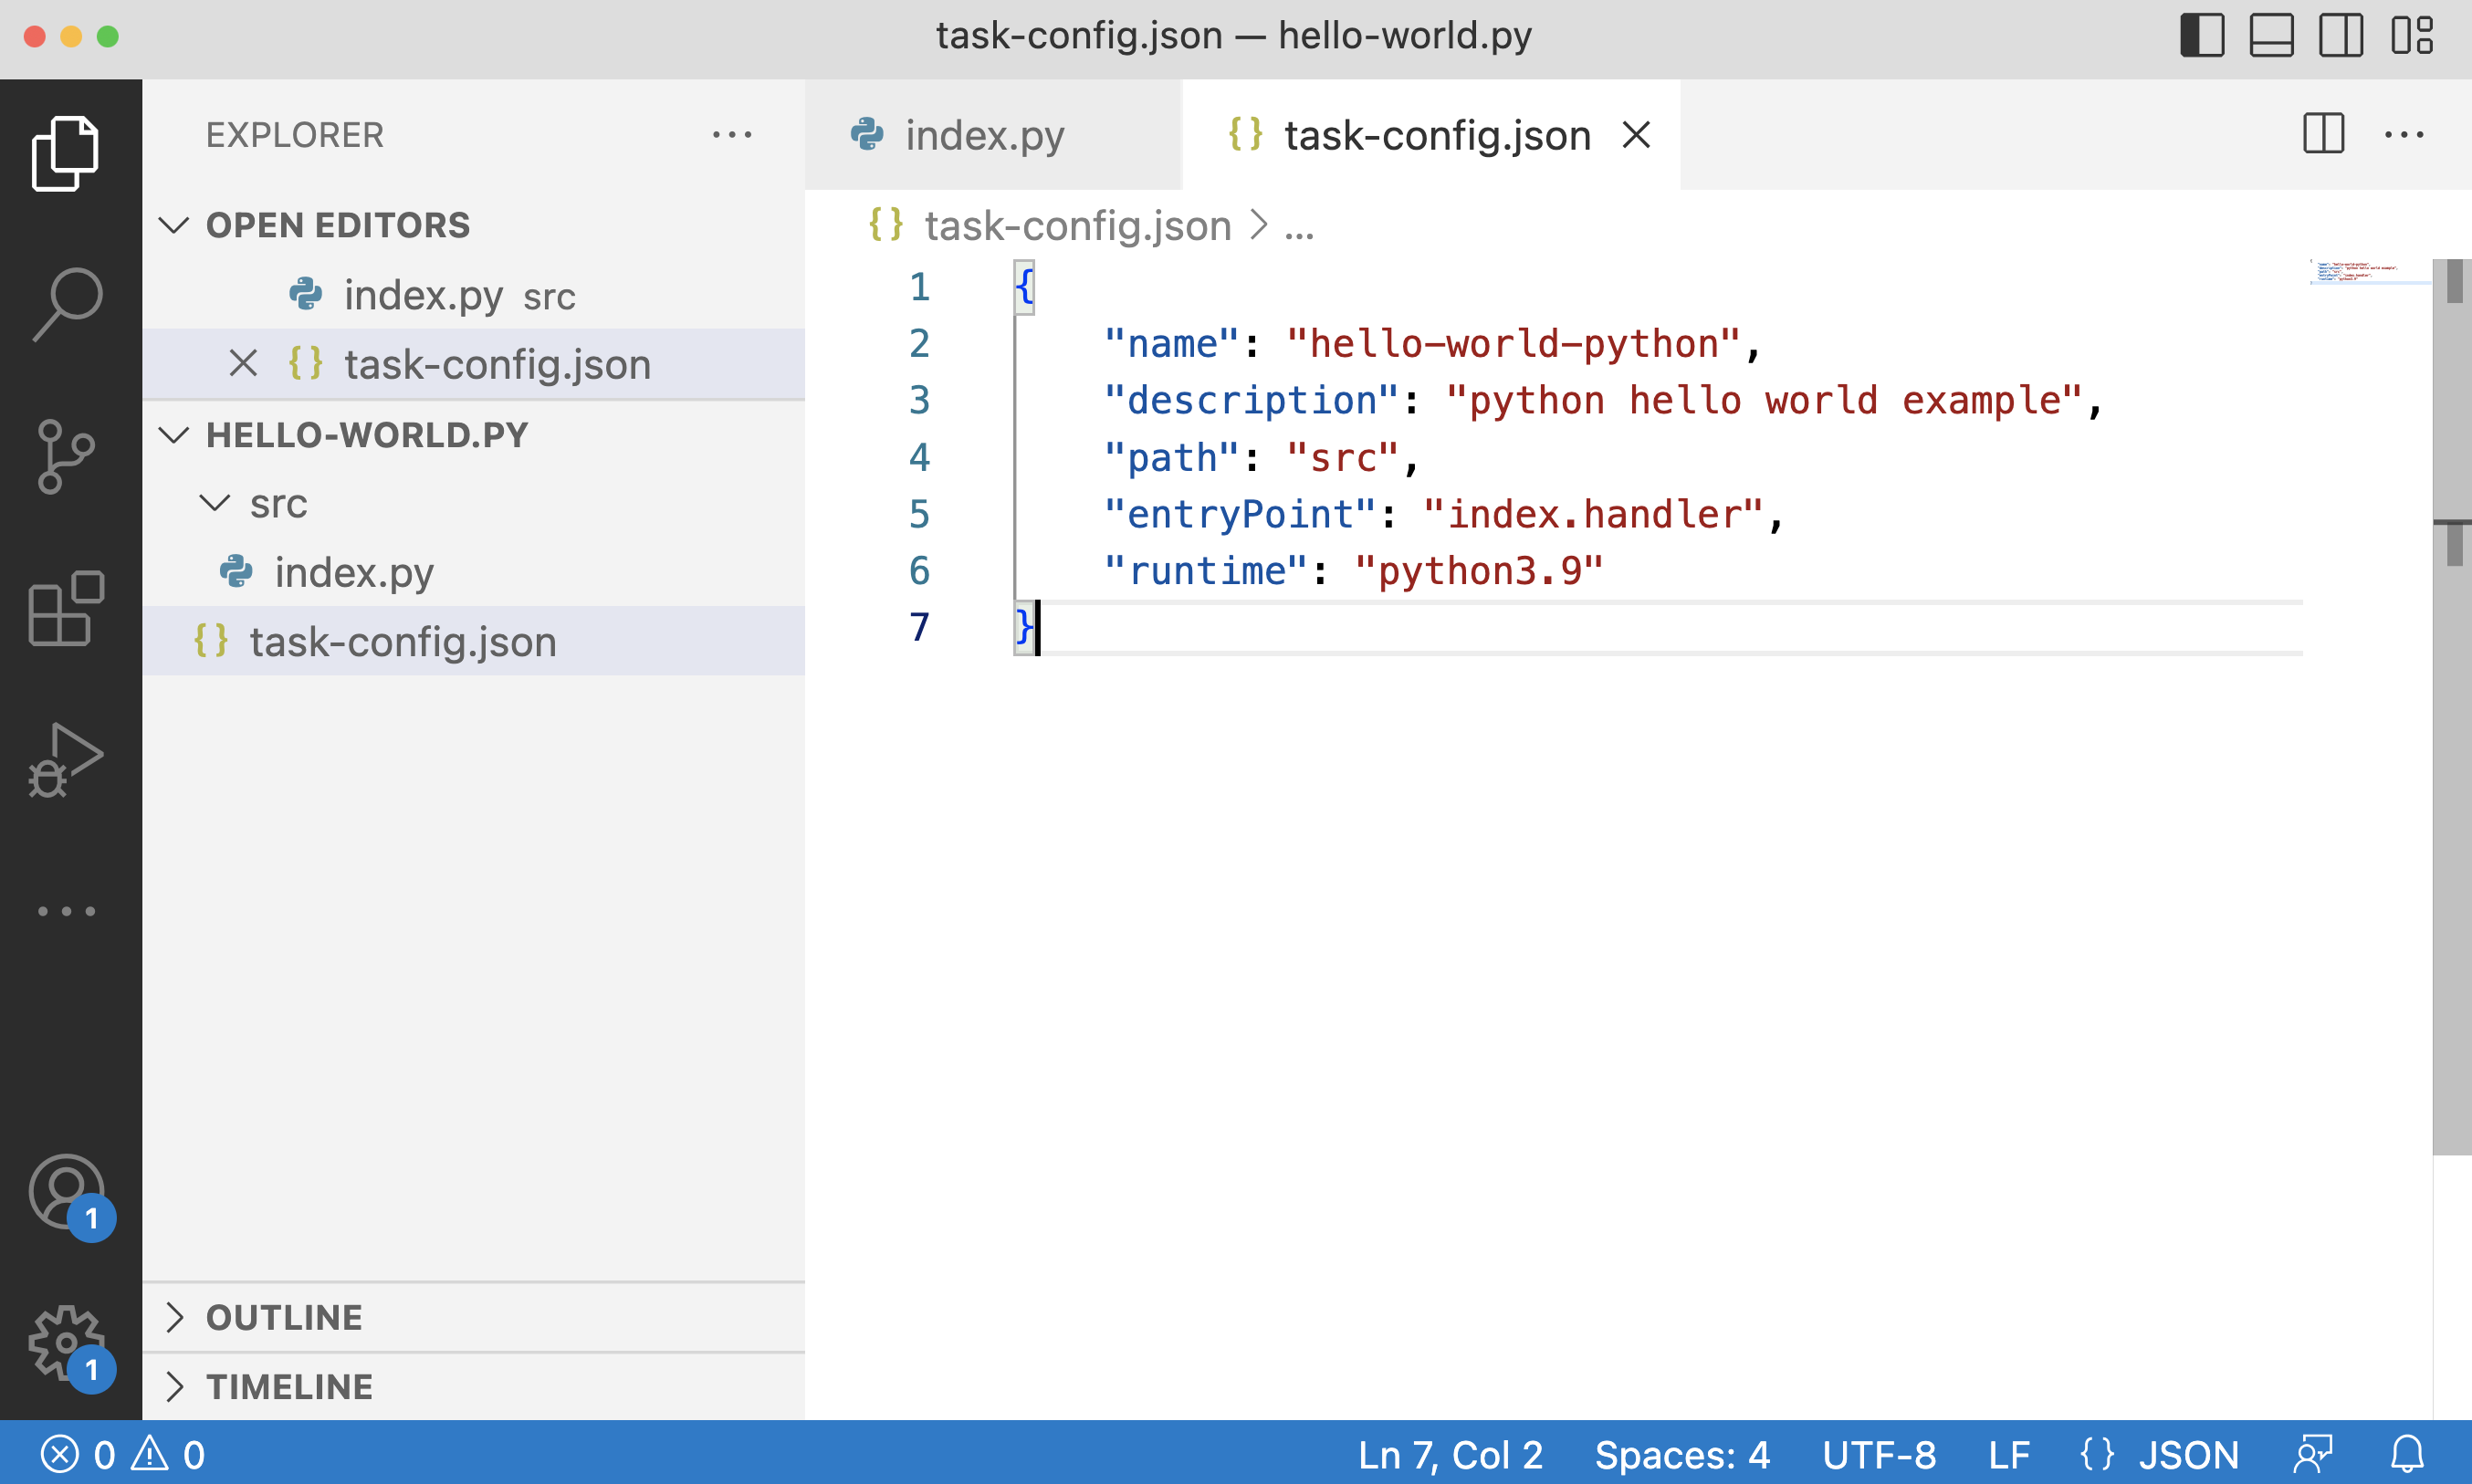 task-config.json — hello-world.py
EXPLORER
OPEN EDITORS
index.py src
task-config.json
HELLO-WORLD.PY
src
index.py
task-config.json
OUTLINE
TIMELINE
index.py
task-config.json
task-config.json > ...
1 {
2 "name": "hello-world-python",
3 "description": "python hello world example",
4 "path": "src",
5 "entryPoint": "index.handler",
6 "runtime": "python3.9"
7 }
1
1
0 0
Ln 7, Col 2 Spaces: 4 UTF-8 LF {} JSON